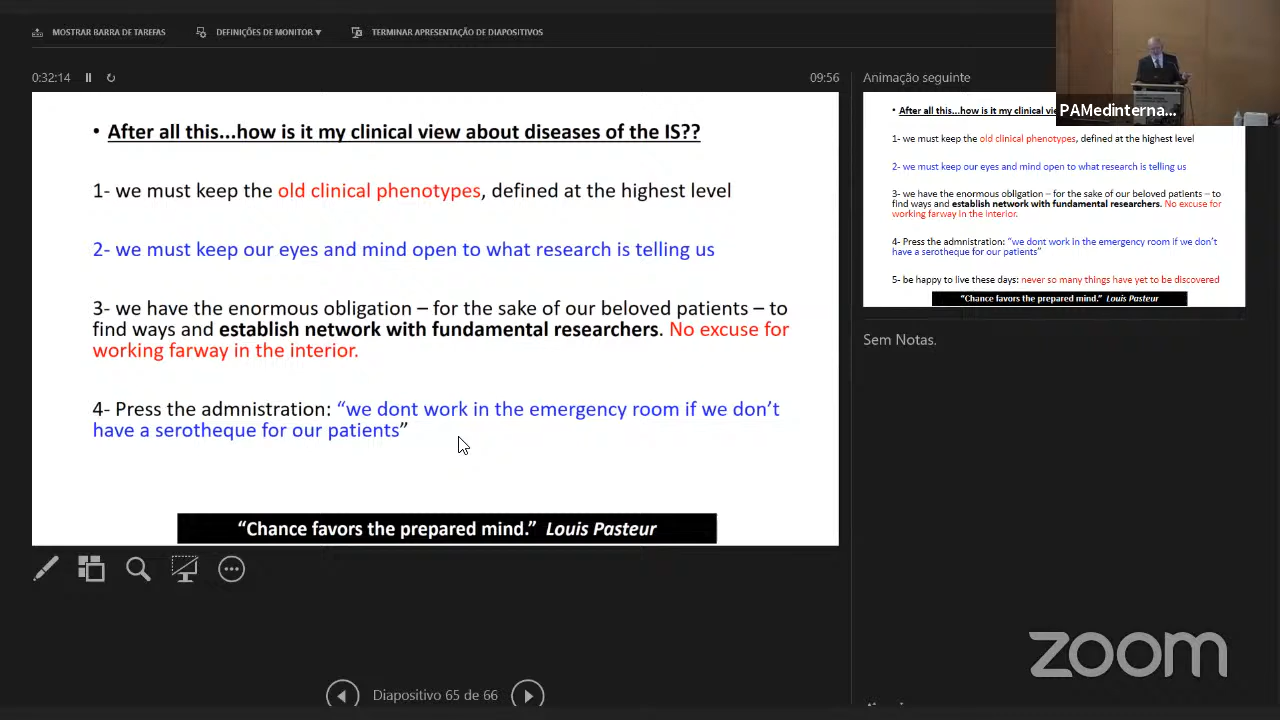 MOSTRAR BARRA DE TAREFAS
DEFINIÇÕES DE MONITOR ▾
TERMINAR APRESENTAÇÃO DE DIAPOSITIVOS
0:32:14
09:56
• After all this...how is it my clinical view about diseases of the IS??
1- we must keep the old clinical phenotypes, defined at the highest level
2- we must keep our eyes and mind open to what research is telling us
3- we have the enormous obligation – for the sake of our beloved patients – to
find ways and establish network with fundamental researchers. No excuse for
working farway in the interior.
4- Press the admnistration: “we dont work in the emergency room if we don’t
have a serotheque for our patients”
“Chance favors the prepared mind.” Louis Pasteur
Diapositivo 65 de 66
Animação seguinte
PAMedinterna...
• After all this...how is it my clinical vie
1- we must keep the old clinical phenotypes, defined at the highest level
2- we must keep our eyes and mind open to what research is telling us
3- we have the enormous obligation – for the sake of our beloved patients – to
find ways and establish network with fundamental researchers. No excuse for
working farway in the interior.
4- Press the admnistration: “we dont work in the emergency room if we don’t
have a serotheque for our patients”
5- be happy to live these days: never so many things have yet to be discovered
“Chance favors the prepared mind.” Louis Pasteur
Sem Notas.
zoom